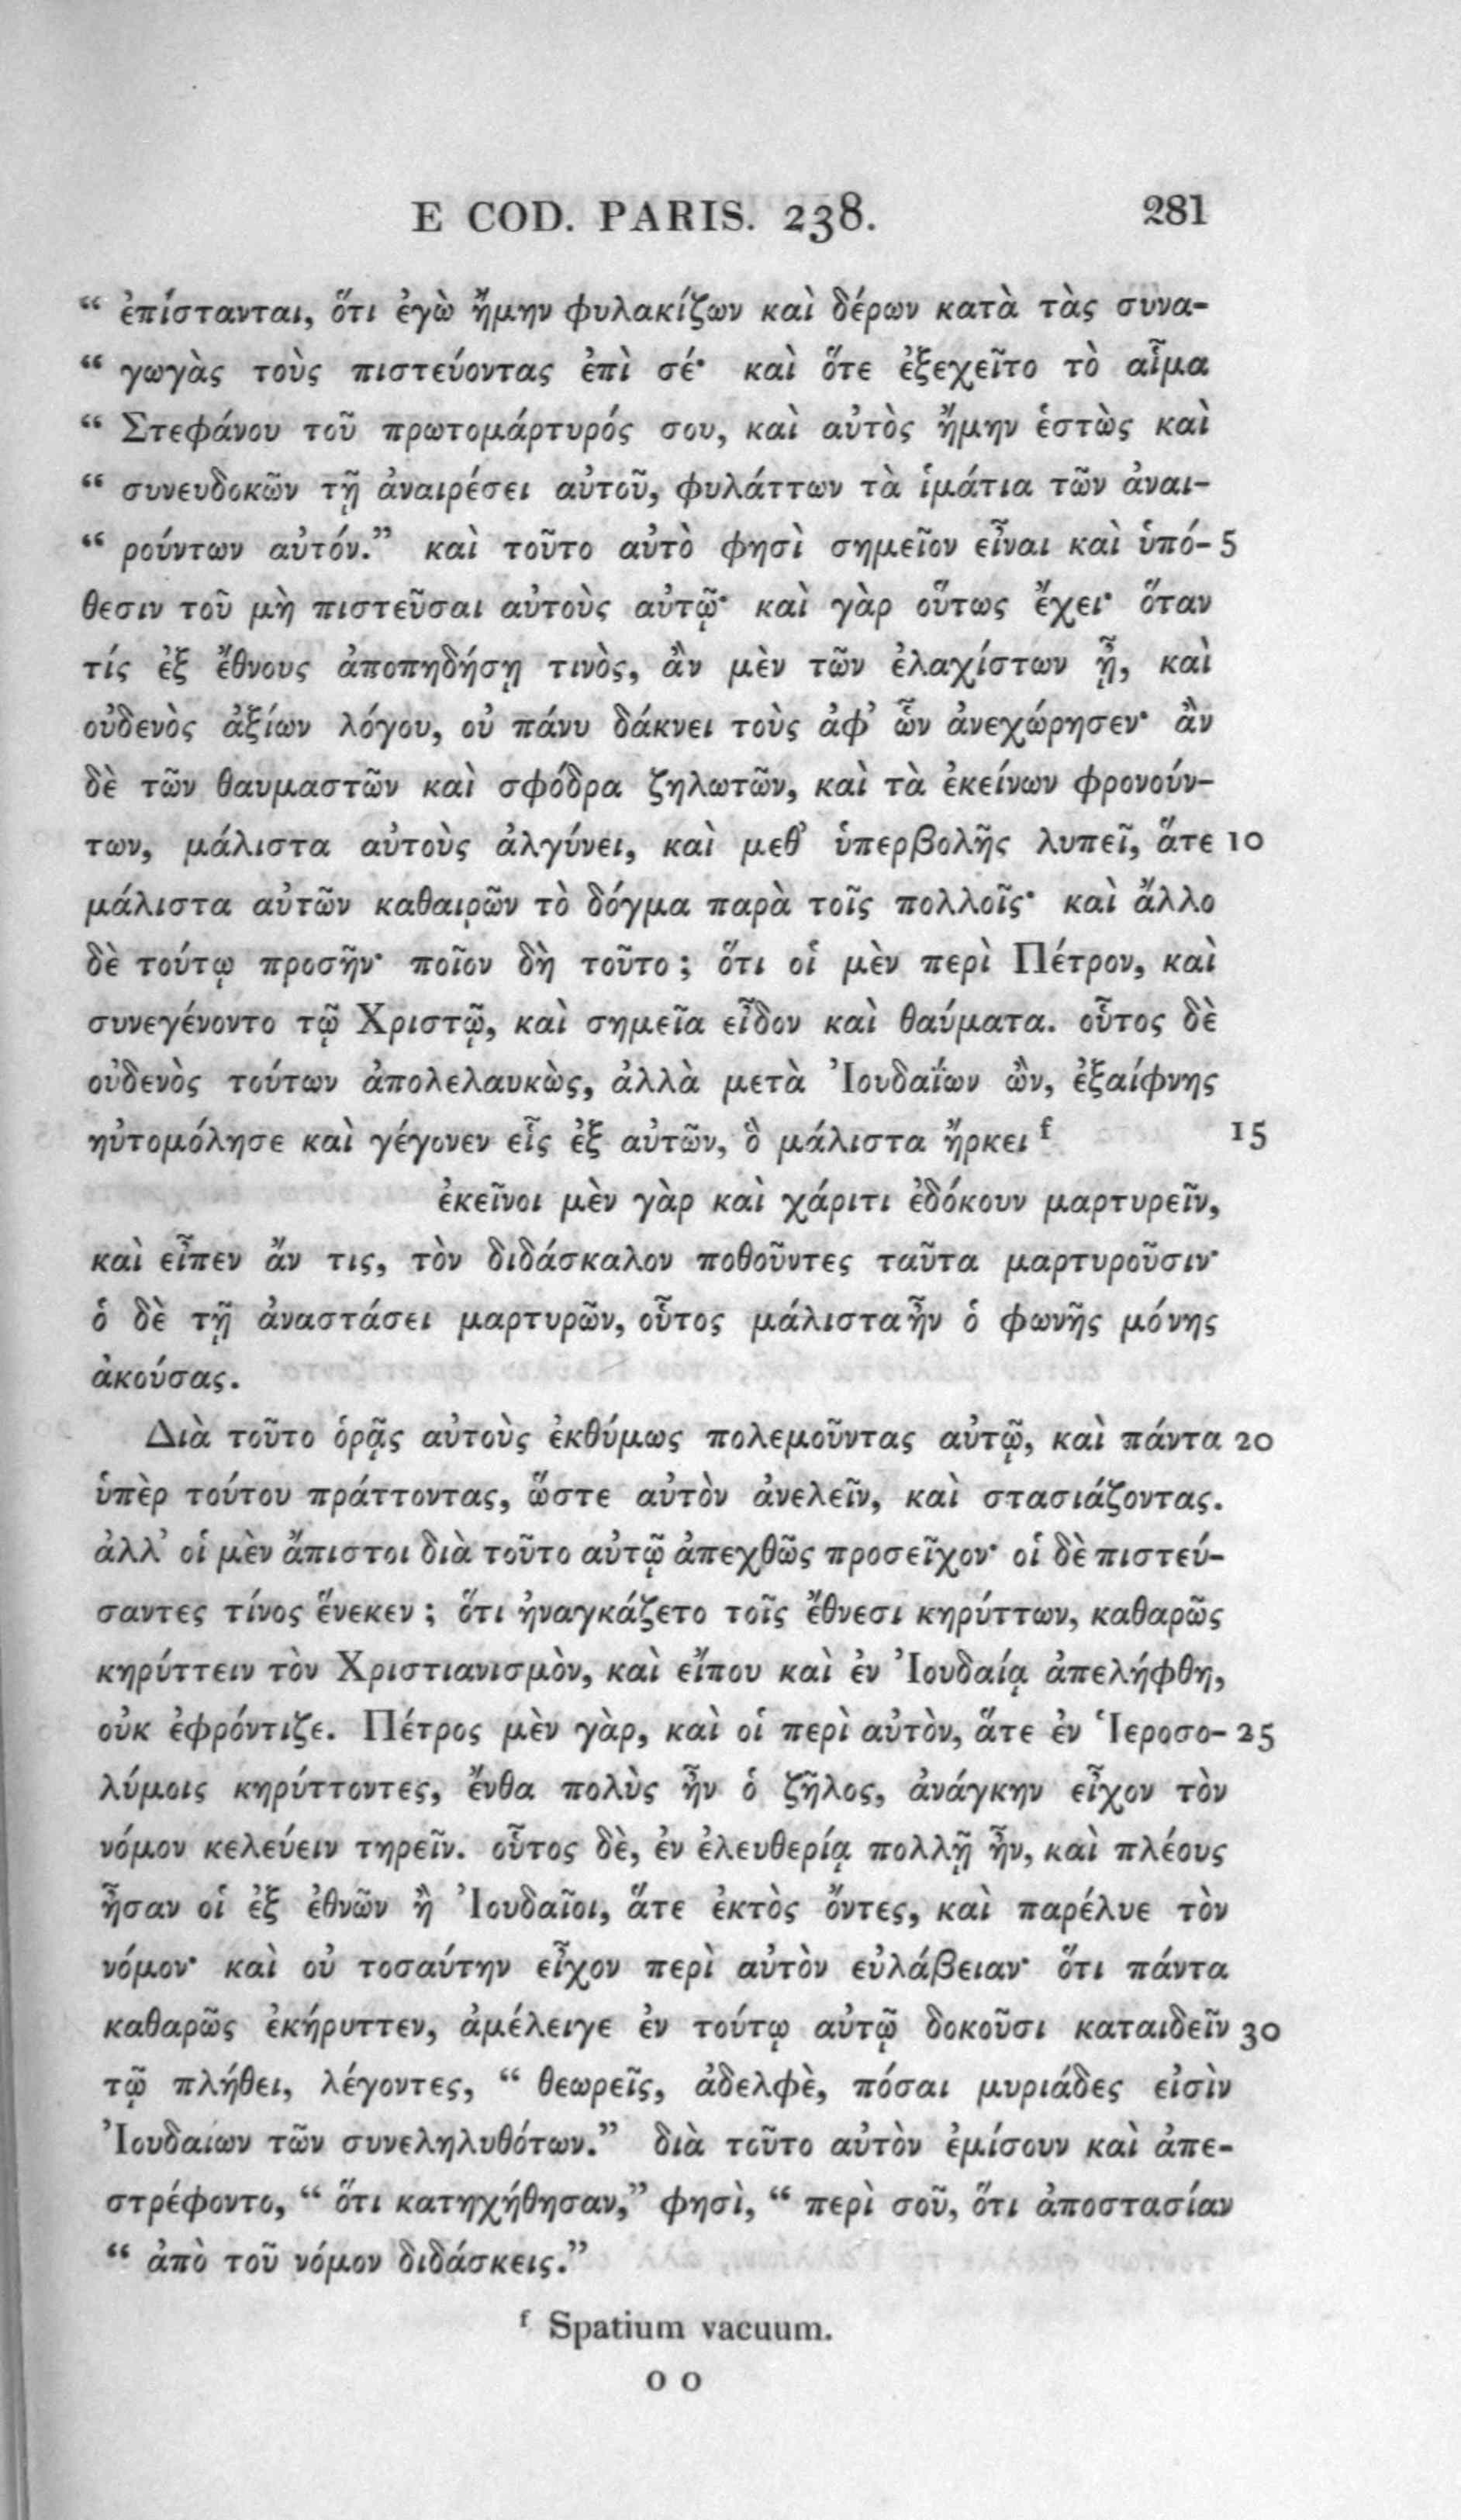 E COD. PARIS. 238. 281
“ ἐπίστανται, ὅτι ἐγὼ ἤμην φυλακίζων καὶ δέρων κατὰ τὰς συνα-
“ γωγὰς τοὺς πιστεύοντας ἐπὶ σέ· καὶ ὅτε ἐξεχεῖτο τὸ αἷμα
“ Στεφάνου τοῦ πρωτομάρτυρός σου, καὶ αὐτὸς ἤμην ἑστὼς καὶ
“ συνευδοκῶν τῇ ἀναιρέσει αὐτοῦ, φυλάττων τὰ ἱμάτια τῶν ἀναι-
“ ρούντων αὐτόν.” καὶ τοῦτο αὐτὸ φησὶ σημεῖον εἶναι καὶ ὑπό- 5
θεσιν τοῦ μὴ πιστεῦσαι αὐτοὺς αὐτῷ· καὶ γὰρ οὕτως ἔχει· ὅταν
τίς ἐξ ἔθνους ἀποπηδήσῃ τινὸς, ἂν μὲν τῶν ἐλαχίστων ᾖ, καὶ
οὐδενὸς ἀξίων λόγου, οὐ πάνυ δάκνει τοὺς ἀφ’ ὧν ἀνεχώρησεν· ἂν
δὲ τῶν θαυμαστῶν καὶ σφόδρα ζηλωτῶν, καὶ τὰ ἐκείνων φρονούν-
των, μάλιστα αὐτοὺς ἀλγύνει, καὶ μεθ’ ὑπερβολῆς λυπεῖ, ἅτε 10
μάλιστα αὐτῶν καθαιρῶν τὸ δόγμα παρὰ τοῖς πολλοῖς· καὶ ἄλλο
δὲ τούτῳ προσῆν· ποῖον δὴ τοῦτο; ὅτι οἱ μὲν περὶ Πέτρον, καὶ
συνεγένοντο τῷ Χριστῷ, καὶ σημεῖα εἶδον καὶ θαύματα. οὗτος δὲ
οὐδενὸς τούτων ἀπολελαυκὼς, ἀλλὰ μετὰ Ἰουδαΐων ὢν, ἐξαίφνης
ηὐτομόλησε καὶ γέγονεν εἷς ἐξ αὐτῶν, ὃ μάλιστα ἤρκει f 15
ἐκεῖνοι μὲν γὰρ καὶ χάριτι ἐδόκουν μαρτυρεῖν,
καὶ εἶπεν ἄν τις, τὸν διδάσκαλον ποθοῦντες ταῦτα μαρτυροῦσιν·
ὁ δὲ τῇ ἀναστάσει μαρτυρῶν, οὗτος μάλιστα ἦν ὁ φωνῆς μόνης
ἀκούσας.
Διὰ τοῦτο ὁρᾷς αὐτοὺς ἐκθύμως πολεμοῦντας αὐτῷ, καὶ πάντα 20
ὑπὲρ τούτου πράττοντας, ὥστε αὐτὸν ἀνελεῖν, καὶ στασιάζοντας.
ἀλλ’ οἱ μὲν ἄπιστοι διὰ τοῦτο αὐτῷ ἀπεχθῶς προσεῖχον· οἱ δὲ πιστεύ-
σαντες τίνος ἕνεκεν; ὅτι ἠναγκάζετο τοῖς ἔθνεσι κηρύττων, καθαρῶς
κηρύττειν τὸν Χριστιανισμὸν, καὶ εἴπου καὶ ἐν Ἰουδαίᾳ ἀπελήφθη,
οὐκ ἐφρόντιζε. Πέτρος μὲν γὰρ, καὶ οἱ περὶ αὐτὸν, ἅτε ἐν Ἱεροσο- 25
λύμοις κηρύττοντες, ἔνθα πολὺς ἦν ὁ ζῆλος, ἀνάγκην εἶχον τὸν
νόμον κελεύειν τηρεῖν. οὗτος δὲ, ἐν ἐλευθερίᾳ πολλῇ ἦν, καὶ πλέους
ἦσαν οἱ ἐξ ἐθνῶν ἢ Ἰουδαῖοι, ἅτε ἐκτὸς ὄντες, καὶ παρέλυε τὸν
νόμον· καὶ οὐ τοσαύτην εἶχον περὶ αὐτὸν εὐλάβειαν· ὅτι πάντα
καθαρῶς ἐκήρυττεν, ἀμέλειγε ἐν τούτῳ αὐτῷ δοκοῦσι καταιδεῖν 30
τῷ πλήθει, λέγοντες, “ θεωρεῖς, ἀδελφὲ, πόσαι μυριάδες εἰσὶν
Ἰουδαίων τῶν συνεληλυθότων.” διὰ τοῦτο αὐτὸν ἐμίσουν καὶ ἀπε-
στρέφοντο, “ ὅτι κατηχήθησαν,” φησὶ, “ περὶ σοῦ, ὅτι ἀποστασίαν
“ ἀπὸ τοῦ νόμον διδάσκεις.”
f Spatium vacuum.
O O